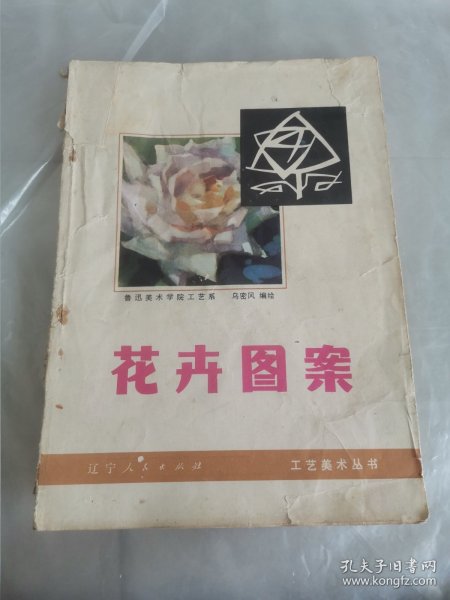 鲁迅美术学院工艺系 乌密风 编绘
花卉图案
辽宁人民出版社 工艺美术丛书
孔夫子旧书网
www.kongfz.com